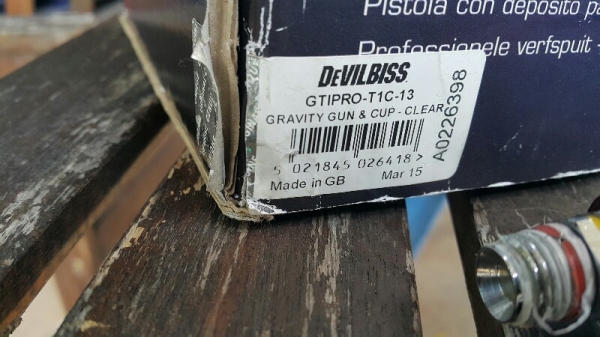 Pistola con deposito pa
Professionele verfspuit
DEVILBISS
GTIPRO-T1C-13
GRAVITY GUN & CUP - CLEAR
5 021845 026418 >
Made in GB Mar 15
A0226398